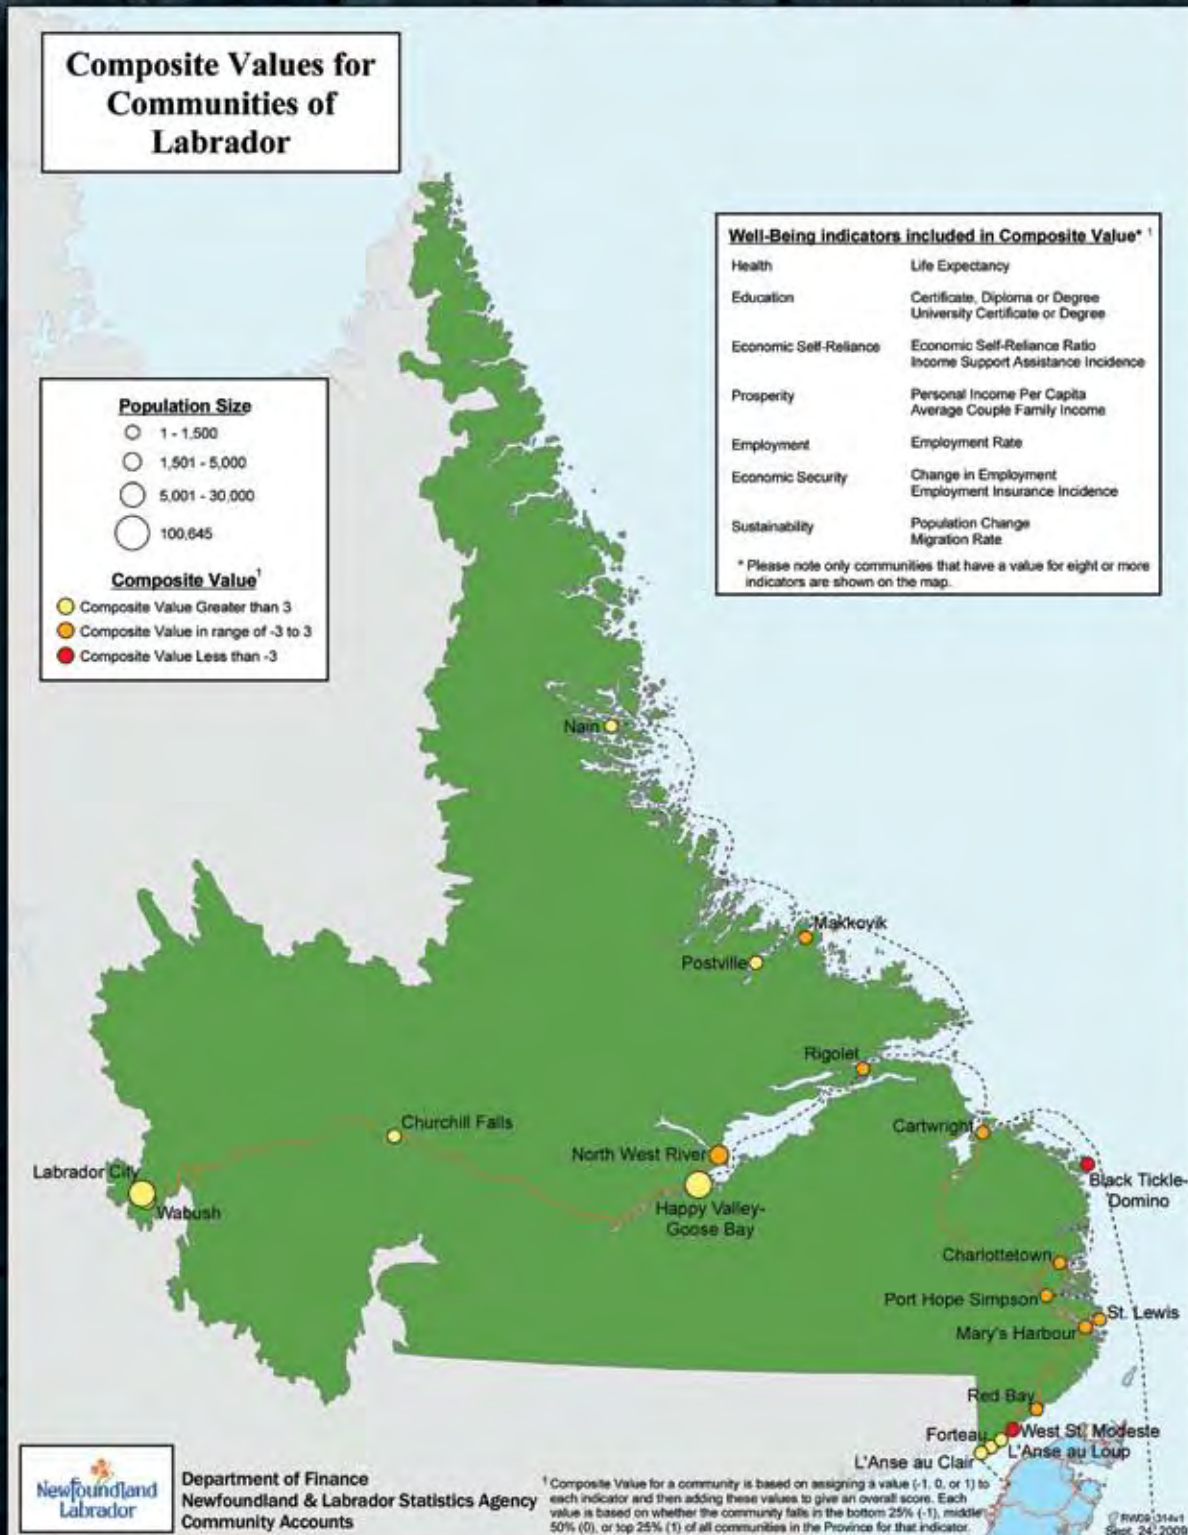 Composite Values for
Communities of
Labrador
Well-Being indicators included in Composite Value* ¹
Health Life Expectancy
Education Certificate, Diploma or Degree
University Certificate or Degree
Economic Self-Reliance Economic Self-Reliance Ratio
Income Support Assistance Incidence
Prosperity Personal Income Per Capita
Average Couple Family Income
Employment Employment Rate
Economic Security Change in Employment
Employment Insurance Incidence
Sustainability Population Change
Migration Rate
* Please note only communities that have a value for eight or more
indicators are shown on the map.
Population Size
1 - 1,500
1,501 - 5,000
5,001 - 30,000
100,645
Composite Value¹
Composite Value Greater than 3
Composite Value in range of -3 to 3
Composite Value Less than -3
Nain
Makkovik
Postville
Rigolet
Churchill Falls
Cartwright
North West River
Labrador City
Black Tickle-
Domino
Wabush
Happy Valley-
Goose Bay
Charlottetown
Port Hope Simpson
St. Lewis
Mary's Harbour
Red Bay
West St. Modeste
Forteau
L'Anse au Loup
L'Anse au Clair
Newfoundland
Labrador
Department of Finance
Newfoundland & Labrador Statistics Agency
Community Accounts
¹ Composite Value for a community is based on assigning a value (-1, 0, or 1) to
each indicator and then adding these values to give an overall score. Each
value is based on whether the community falls in the bottom 25% (-1), middle
50% (0), or top 25% (1) of all communities in the Province for that indicator.
Sept. 24, 2009